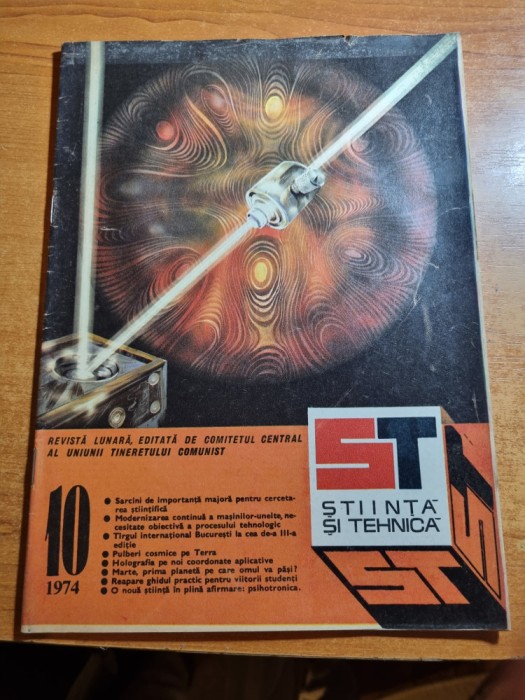 REVISTĂ LUNARĂ, EDITATĂ DE COMITETUL CENTRAL
AL UNIUNII TINERETULUI COMUNIST
10
1974
● Sarcini de importanță majoră pentru cerceta-
rea științifică
● Modernizarea continuă a mașinilor-unelte, ne-
cesitate obiectivă a procesului tehnologic
● Tîrgul internațional București la cea de-a III-a
ediție
● Pulberi cosmice pe Terra
● Holografia pe noi coordonate aplicative
● Marte, prima planetă pe care omul va păși?
● Reapare ghidul practic pentru viitorii studenți
● O nouă știință în plină afirmare: psihotronica.
ST
ȘTIINȚĂ
ȘI TEHNICĂ
ST
ST